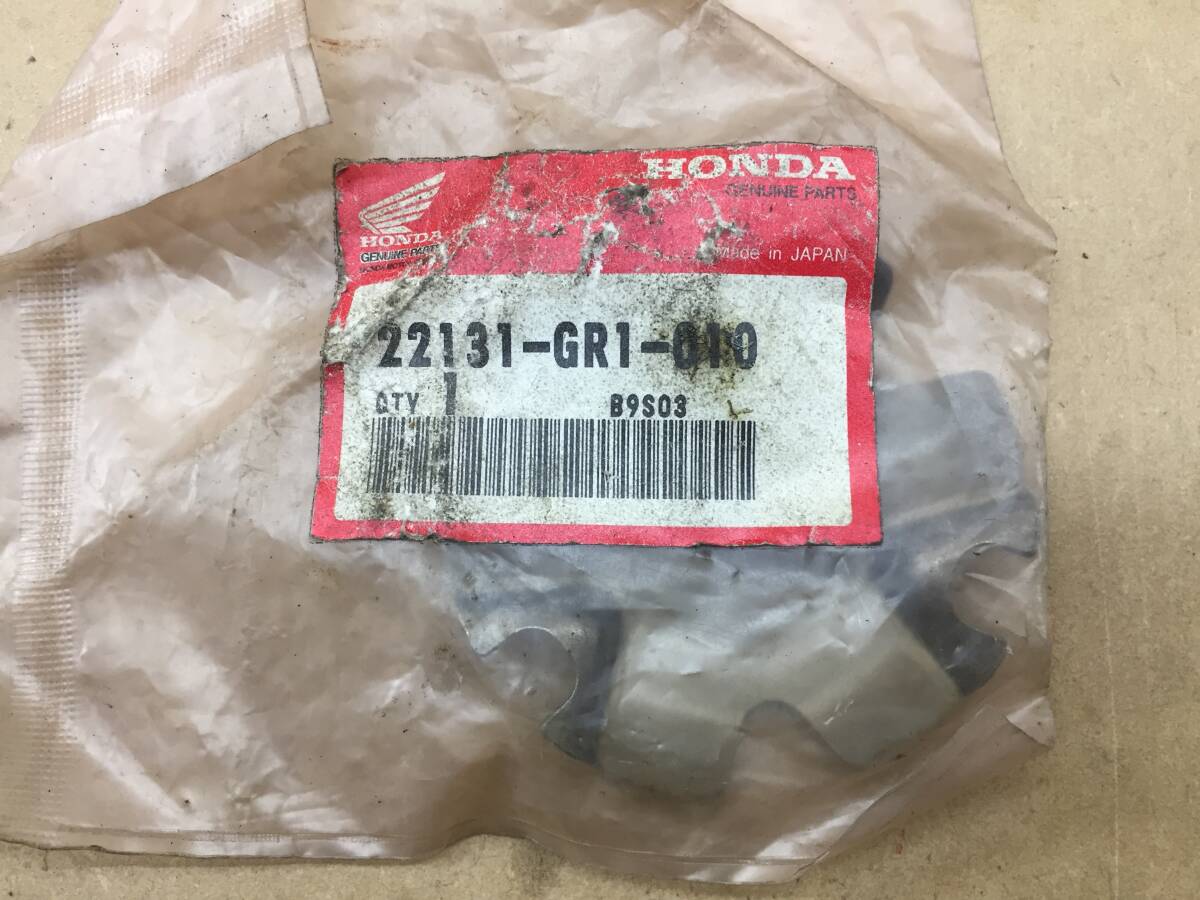 HONDA
GENUINE PARTS
HONDA
GENUINE PARTS
Made in JAPAN
22131-GR1-010
QTY 1
B9S03